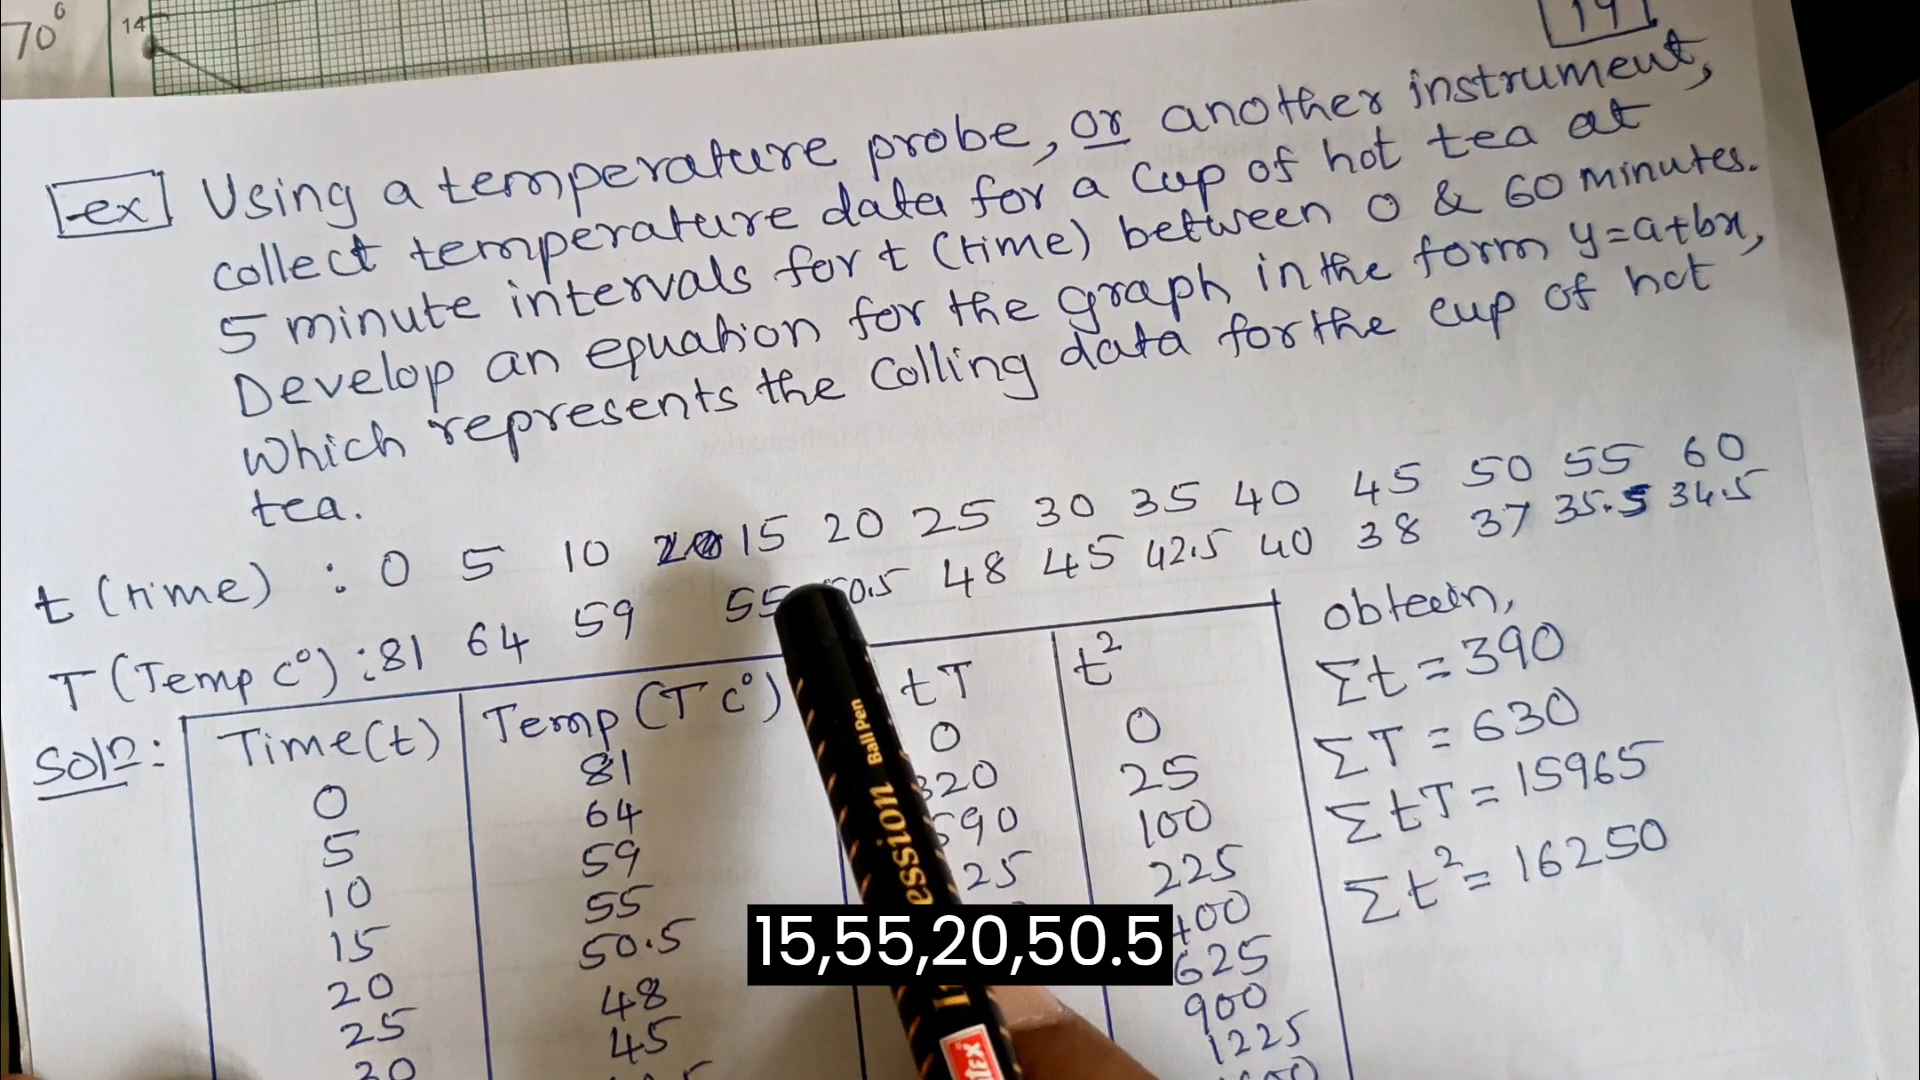 70°
14
19
ex Using a temperature probe, or another instrument,
collect temperature data for a cup of hot tea at
5 minute intervals for t (time) between 0 & 60 minutes.
Develop an equation for the graph in the form y=a+bx,
which represents the colling data for the cup of hot
tea.
t (time) : 0 5 10 15 20 25 30 35 40 45 50 55 60
T (Temp c°) : 81 64 59 55 50.5 48 45 42.5 40 38 37 35.5 34.5
Soln:
Time(t) Temp (T c°) tT t²
0 81 0 0
5 64 320 25
10 59 590 100
15 55 25 225
20 50.5 400
25 48 625
30 45 900
1225
obtein,
Σt = 390
ΣT = 630
ΣtT = 15965
Σt² = 16250
Ball Pen
15,55,20,50.5